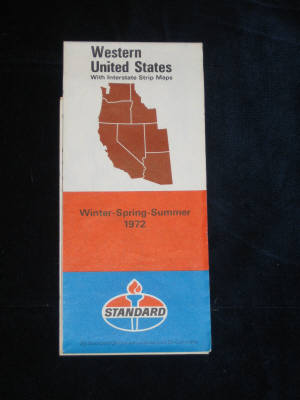 Western
United States
With Interstate Strip Maps
Winter-Spring-Summer
1972
STANDARD